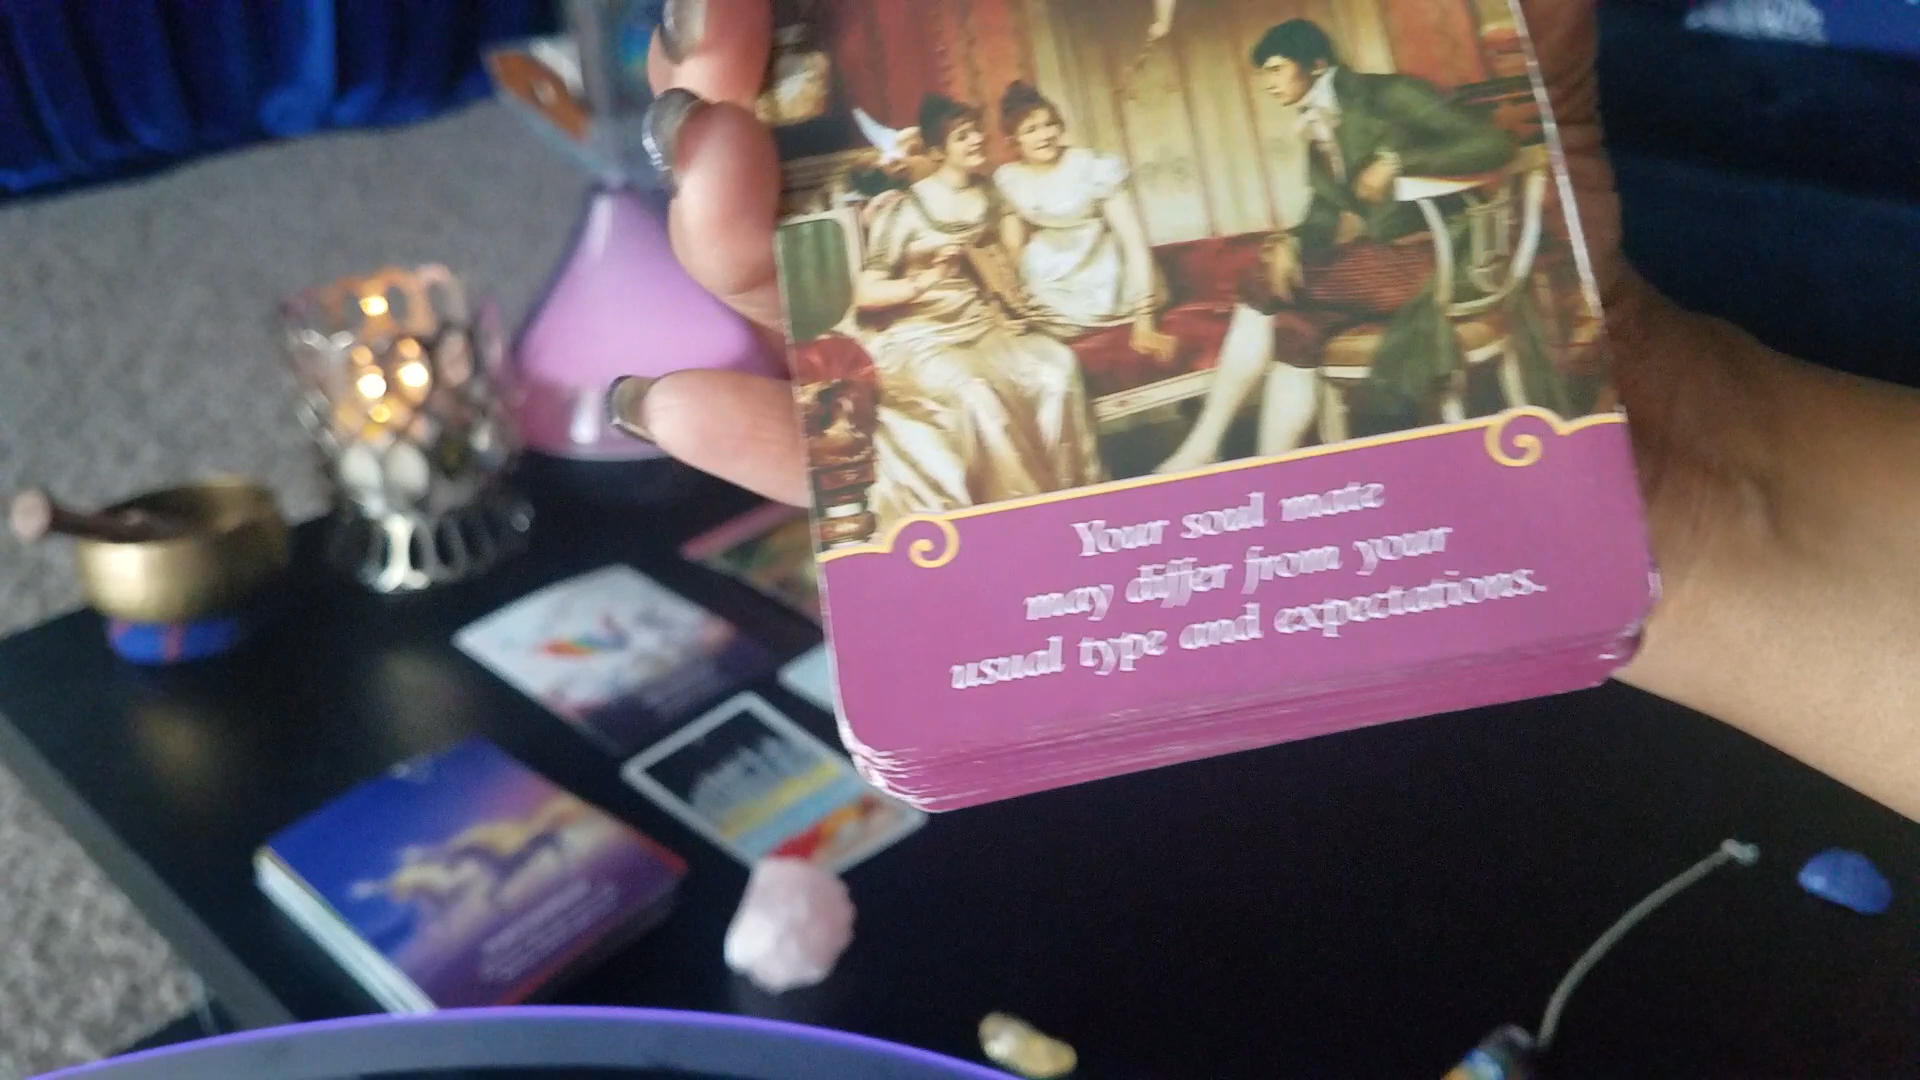 Your soul mate
may differ from your
usual type and expectations.